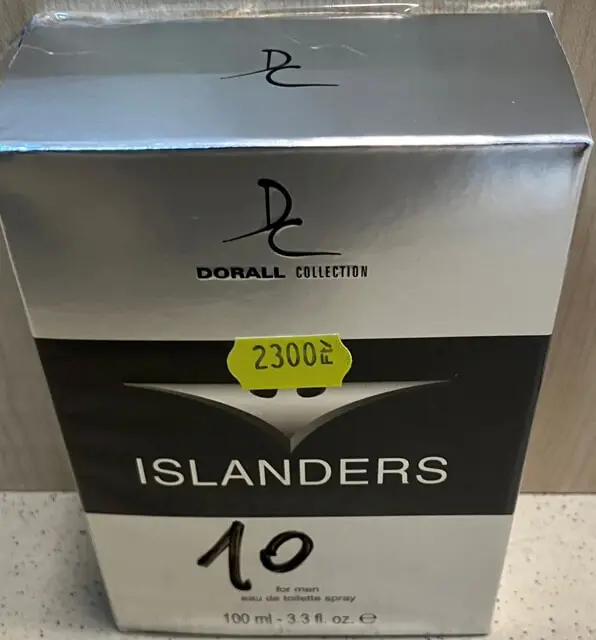 DC
DC
DORALL COLLECTION
2300 Ft
ISLANDERS
10
for men
eau de toilette spray
100 ml - 3.3 fl. oz. ℮